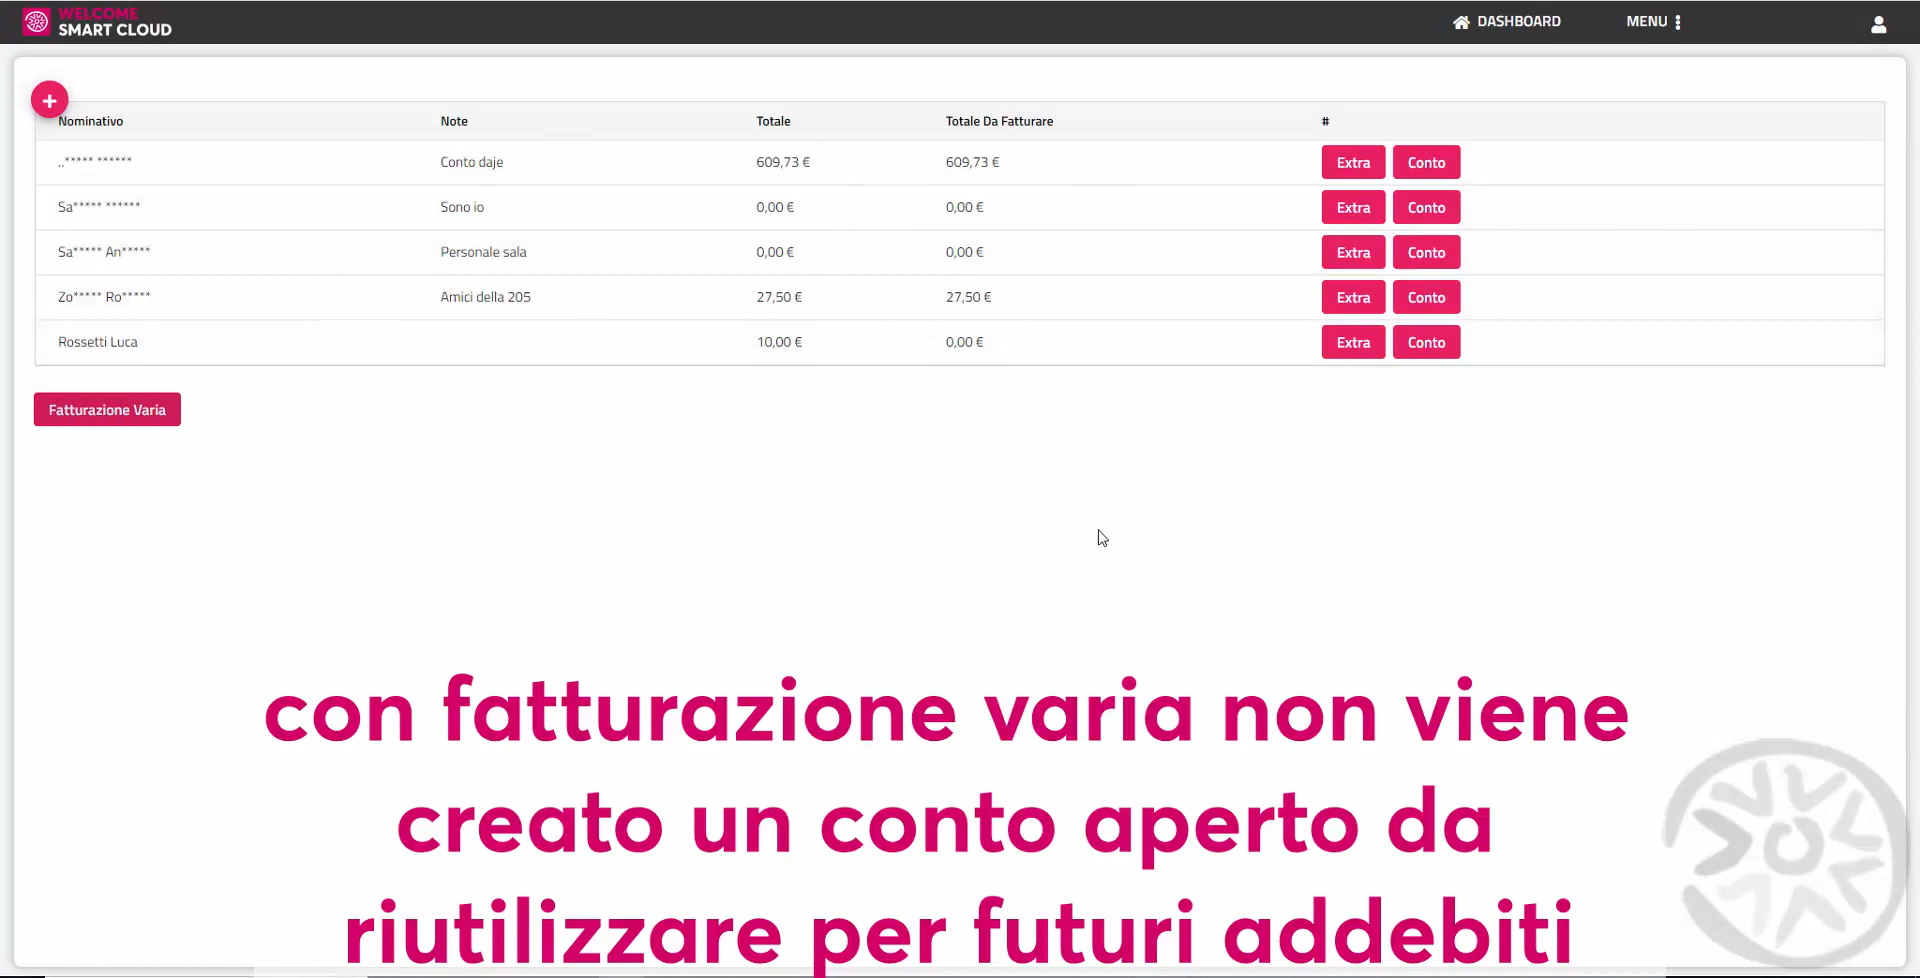 WELCOME
SMART CLOUD
DASHBOARD
MENU
+
Nominativo Note Totale Totale Da Fatturare #
..***** ****** Conto daje 609,73 € 609,73 € Extra Conto
Sa***** ****** Sono io 0,00 € 0,00 € Extra Conto
Sa***** An***** Personale sala 0,00 € 0,00 € Extra Conto
Zo***** Ro***** Amici della 205 27,50 € 27,50 € Extra Conto
Rossetti Luca 10,00 € 0,00 € Extra Conto
Fatturazione Varia
con fatturazione varia non viene
creato un conto aperto da
riutilizzare per futuri addebiti